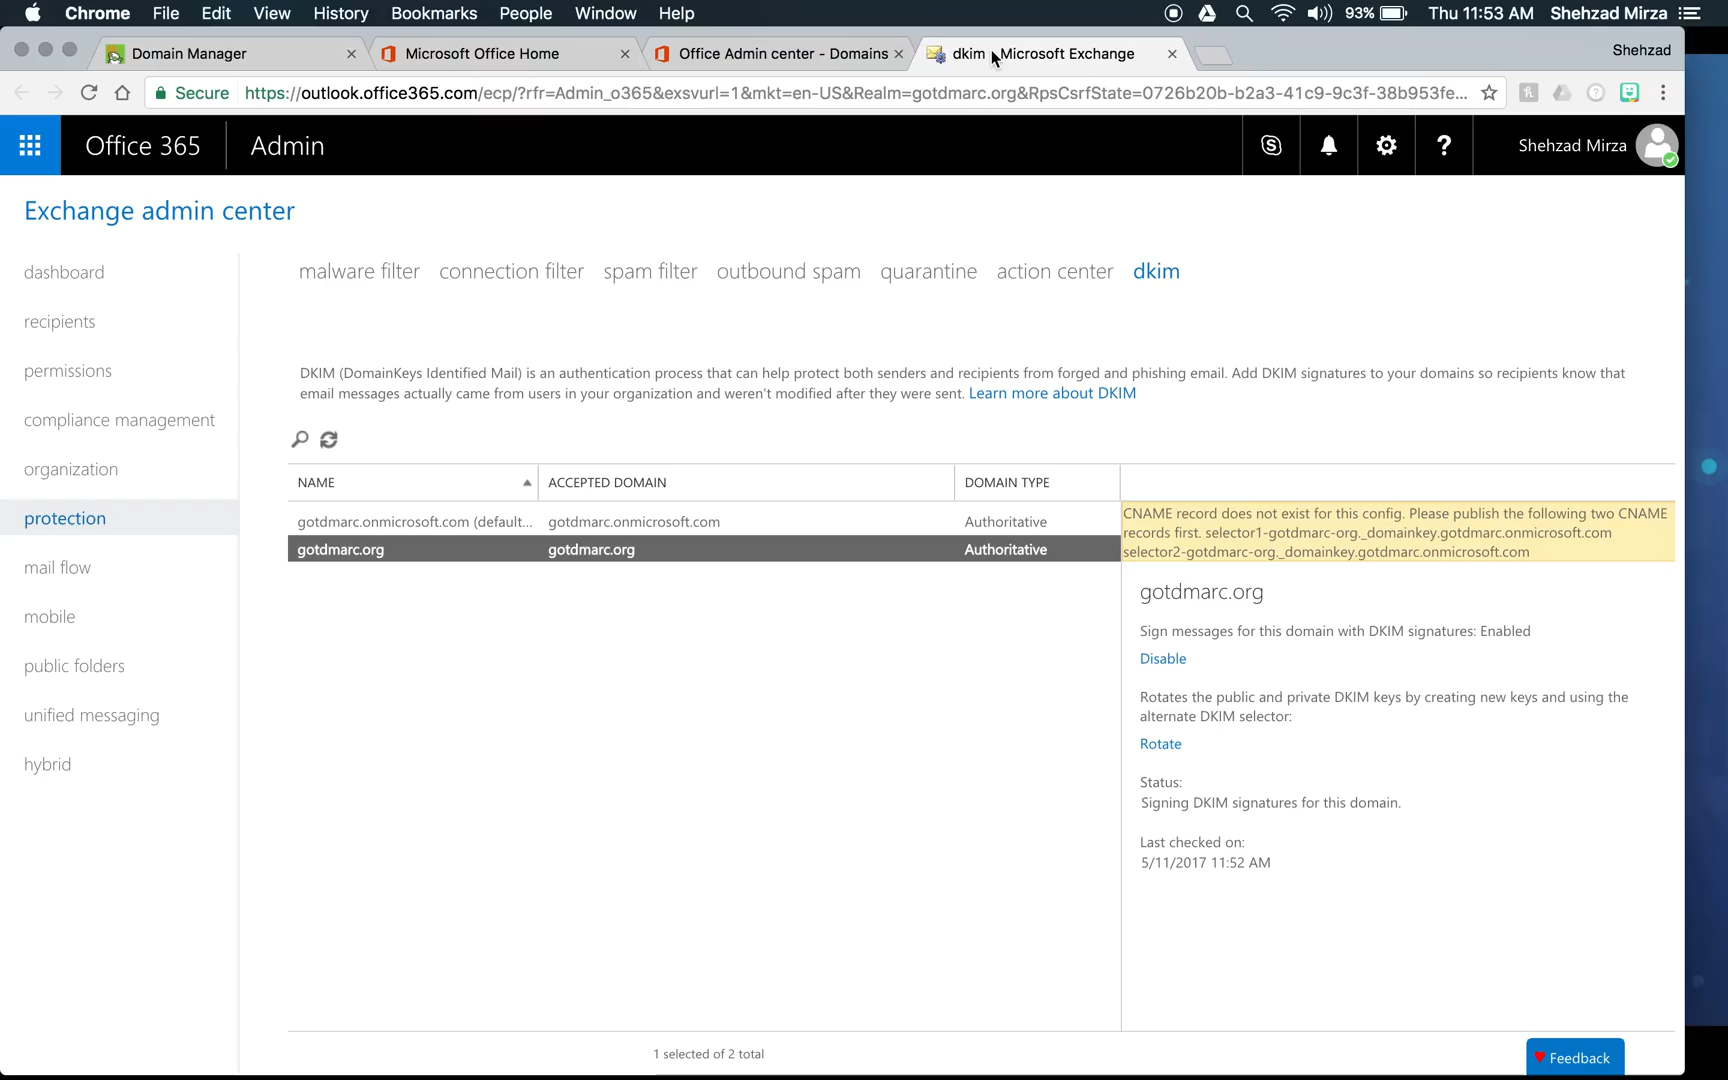 Chrome File Edit View History Bookmarks People Window Help 93% Thu 11:53 AM Shehzad Mirza
Domain Manager
Microsoft Office Home
Office Admin center - Domains
dkim Microsoft Exchange
Shehzad
Secure https://outlook.office365.com/ecp/?rfr=Admin_o365&exsvurl=1&mkt=en-US&Realm=gotdmarc.org&RpsCsrfState=0726b20b-b2a3-41c9-9c3f-38b953fe...
Office 365 Admin Shehzad Mirza
Exchange admin center
dashboard
recipients
permissions
compliance management
organization
protection
mail flow
mobile
public folders
unified messaging
hybrid
malware filter connection filter spam filter outbound spam quarantine action center dkim
DKIM (DomainKeys Identified Mail) is an authentication process that can help protect both senders and recipients from forged and phishing email. Add DKIM signatures to your domains so recipients know that
email messages actually came from users in your organization and weren't modified after they were sent. Learn more about DKIM
NAME ACCEPTED DOMAIN DOMAIN TYPE
gotdmarc.onmicrosoft.com (default... gotdmarc.onmicrosoft.com Authoritative
gotdmarc.org gotdmarc.org Authoritative
CNAME record does not exist for this config. Please publish the following two CNAME
records first. selector1-gotdmarc-org._domainkey.gotdmarc.onmicrosoft.com
selector2-gotdmarc-org._domainkey.gotdmarc.onmicrosoft.com
gotdmarc.org
Sign messages for this domain with DKIM signatures: Enabled
Disable
Rotates the public and private DKIM keys by creating new keys and using the
alternate DKIM selector:
Rotate
Status:
Signing DKIM signatures for this domain.
Last checked on:
5/11/2017 11:52 AM
1 selected of 2 total
Feedback